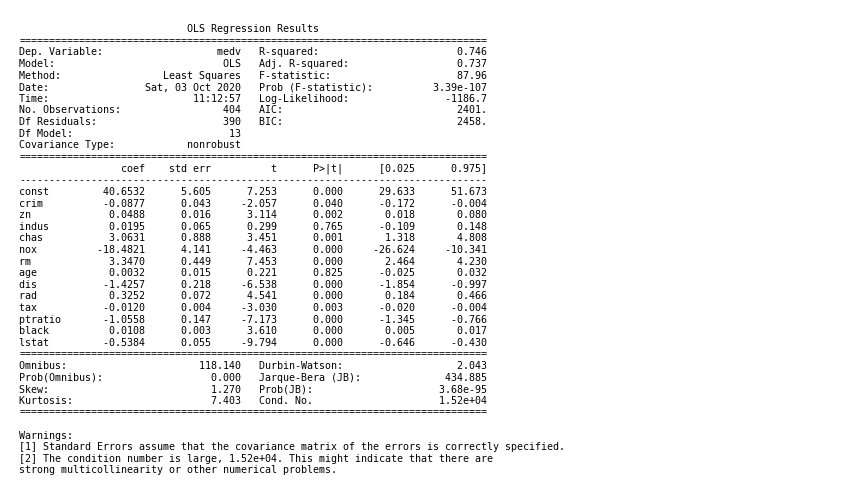 OLS Regression Results
==============================================================================
Dep. Variable:                   medv   R-squared:                       0.746
Model:                            OLS   Adj. R-squared:                  0.737
Method:                 Least Squares   F-statistic:                     87.96
Date:                Sat, 03 Oct 2020   Prob (F-statistic):          3.39e-107
Time:                        11:12:57   Log-Likelihood:                -1186.7
No. Observations:                 404   AIC:                             2401.
Df Residuals:                     390   BIC:                             2458.
Df Model:                          13
Covariance Type:            nonrobust
==============================================================================
                 coef    std err          t      P>|t|      [0.025      0.975]
------------------------------------------------------------------------------
const         40.6532      5.605      7.253      0.000      29.633      51.673
crim          -0.0877      0.043     -2.057      0.040      -0.172      -0.004
zn             0.0488      0.016      3.114      0.002       0.018       0.080
indus          0.0195      0.065      0.299      0.765      -0.109       0.148
chas           3.0631      0.888      3.451      0.001       1.318       4.808
nox          -18.4821      4.141     -4.463      0.000     -26.624     -10.341
rm             3.3470      0.449      7.453      0.000       2.464       4.230
age            0.0032      0.015      0.221      0.825      -0.025       0.032
dis           -1.4257      0.218     -6.538      0.000      -1.854      -0.997
rad            0.3252      0.072      4.541      0.000       0.184       0.466
tax           -0.0120      0.004     -3.030      0.003      -0.020      -0.004
ptratio       -1.0558      0.147     -7.173      0.000      -1.345      -0.766
black          0.0108      0.003      3.610      0.000       0.005       0.017
lstat         -0.5384      0.055     -9.794      0.000      -0.646      -0.430
==============================================================================
Omnibus:                      118.140   Durbin-Watson:                   2.043
Prob(Omnibus):                  0.000   Jarque-Bera (JB):              434.885
Skew:                           1.270   Prob(JB):                     3.68e-95
Kurtosis:                       7.403   Cond. No.                     1.52e+04
==============================================================================

Warnings:
[1] Standard Errors assume that the covariance matrix of the errors is correctly specified.
[2] The condition number is large, 1.52e+04. This might indicate that there are
strong multicollinearity or other numerical problems.